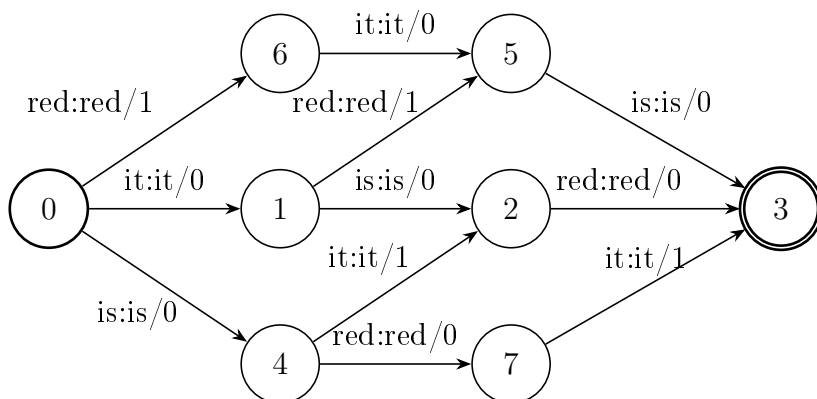 it:it/0
6
5
red:red/1
red:red/1
is:is/0
it:it/0
is:is/0
red:red/0
0
1
2
3
it:it/1
it:it/1
is:is/0
red:red/0
4
7